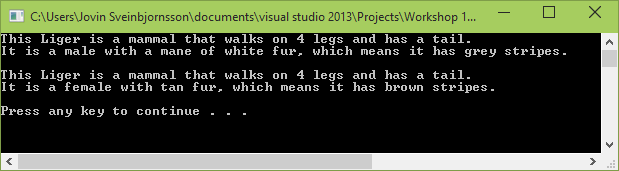 C:\Users\Jovin Sveinbjornsson\documents\visual studio 2013\Projects\Workshop 1...
This Liger is a mammal that walks on 4 legs and has a tail.
It is a male with a mane of white fur, which means it has grey stripes.
This Liger is a mammal that walks on 4 legs and has a tail.
It is a female with tan fur, which means it has brown stripes.
Press any key to continue . . .